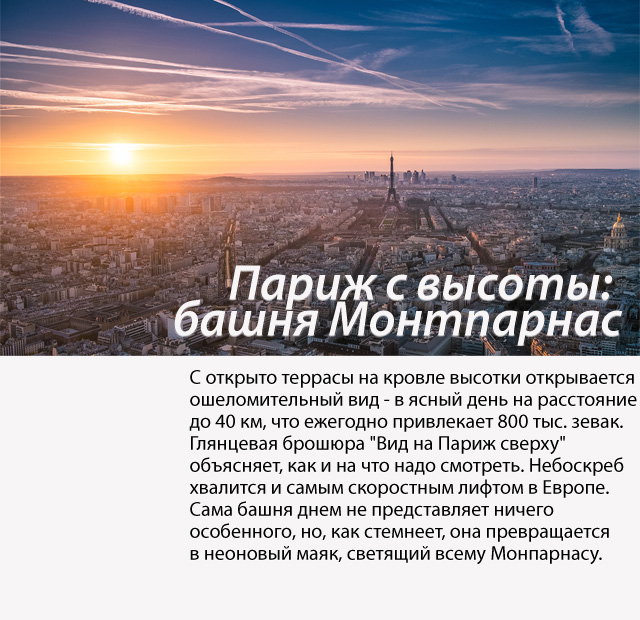 Париж с высоты:
башня Монтпарнас
С открыто террасы на кровле высотки открывается
ошеломительный вид - в ясный день на расстояние
до 40 км, что ежегодно привлекает 800 тыс. зевак.
Глянцевая брошюра "Вид на Париж сверху"
объясняет, как и на что надо смотреть. Небоскреб
хвалится и самым скоростным лифтом в Европе.
Сама башня днем не представляет ничего
особенного, но, как стемнеет, она превращается
в неоновый маяк, светящий всему Монпарнасу.